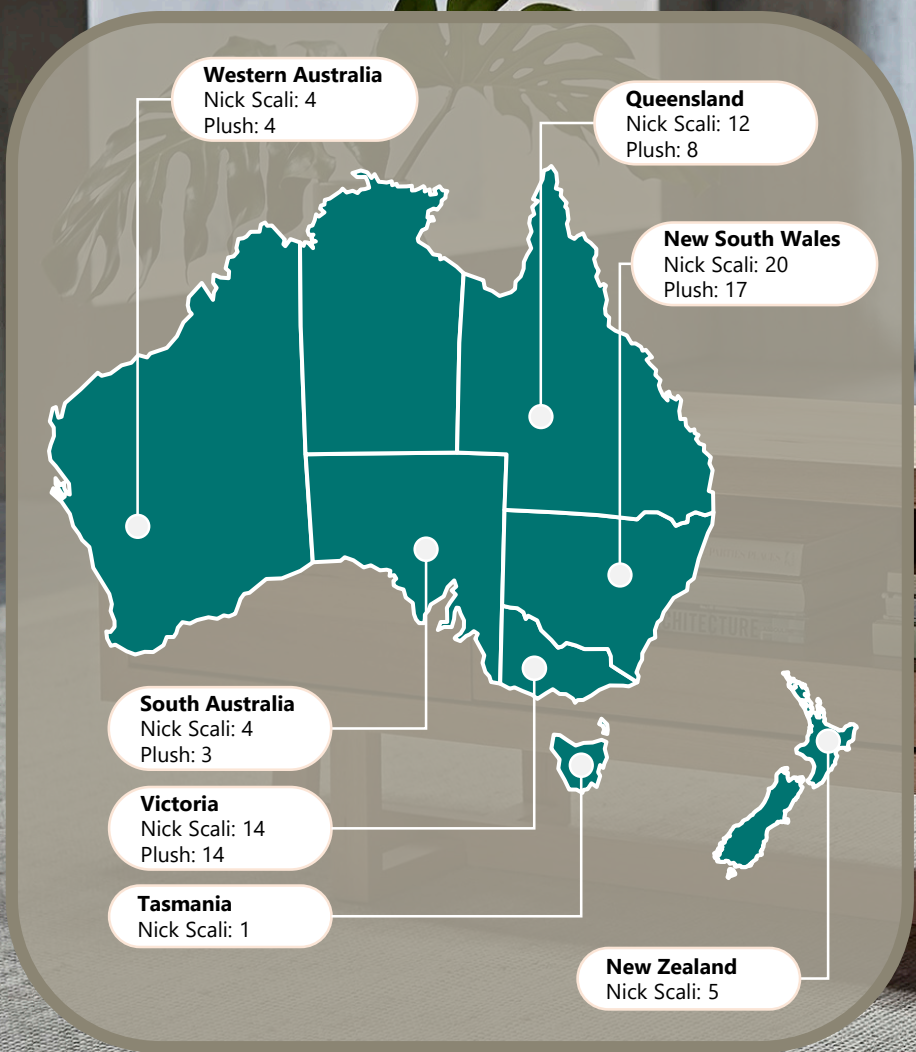 Western Australia
Nick Scali: 4
Plush: 4
Queensland
Nick Scali: 12
Plush: 8
New South Wales
Nick Scali: 20
Plush: 17
South Australia
Nick Scali: 4
Plush: 3
Victoria
Nick Scali: 14
Plush: 14
Tasmania
Nick Scali: 1
New Zealand
Nick Scali: 5